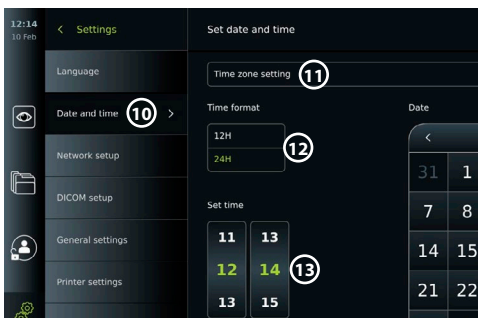 12:14
10 Feb
< Settings
Language
Date and time 10 >
Network setup
DICOM setup
General settings
Printer settings
Set date and time
Time zone setting 11
Time format
12H
24H
12
Set time
11 13
12 14 13
13 15
Date
<
31 1
7 8
14 15
21 22